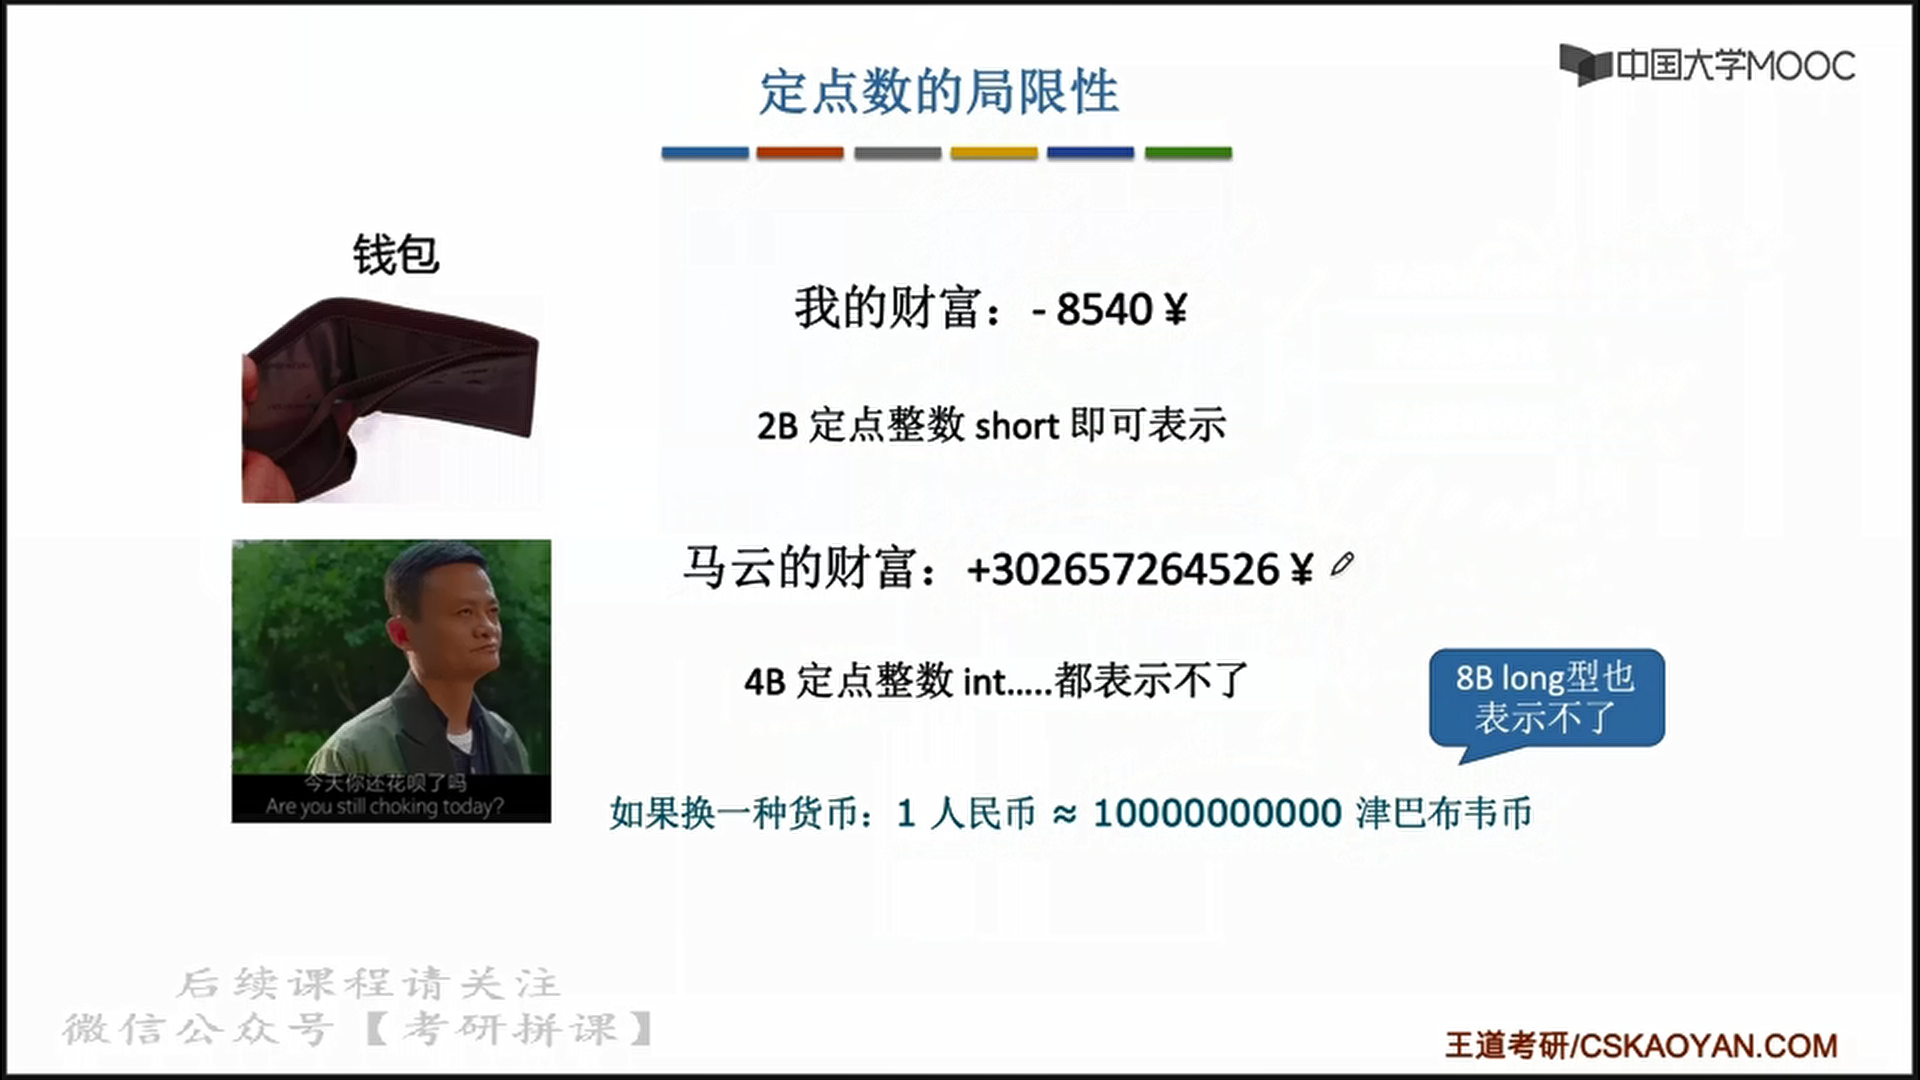 定点数的局限性
中国大学MOOC
钱包
我的财富：- 8540 ¥
2B 定点整数 short 即可表示
马云的财富：+302657264526 ¥
4B 定点整数 int.....都表示不了
8B long型也
表示不了
今天你还花呗了吗
Are you still choking today?
如果换一种货币：1 人民币 ≈ 10000000000 津巴布韦币
后续课程请关注
微信公众号【考研拼课】
王道考研/CSKAOYAN.COM